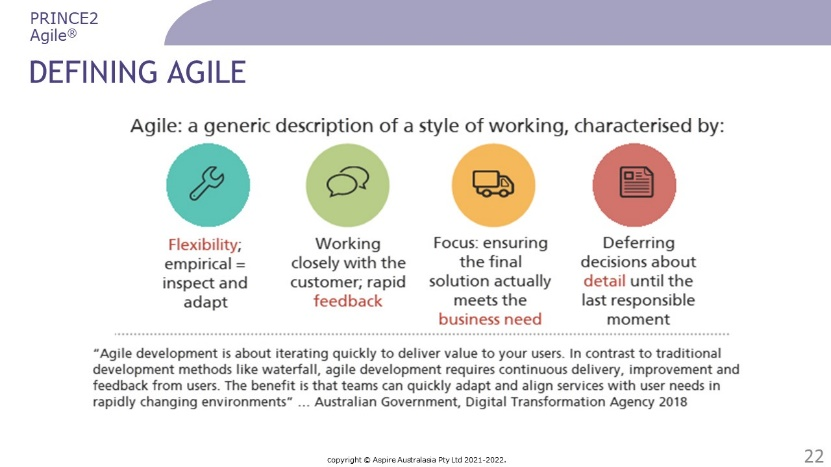 PRINCE2
Agile®
DEFINING AGILE
Agile: a generic description of a style of working, characterised by:
Flexibility;
empirical =
inspect and
adapt
Working
closely with the
customer; rapid
feedback
Focus: ensuring
the final
solution actually
meets the
business need
Deferring
decisions about
detail until the
last responsible
moment
“Agile development is about iterating quickly to deliver value to your users. In contrast to traditional
development methods like waterfall, agile development requires continuous delivery, improvement and
feedback from users. The benefit is that teams can quickly adapt and align services with user needs in
rapidly changing environments” … Australian Government, Digital Transformation Agency 2018
copyright © Aspire Australasia Pty Ltd 2021-2022.
22